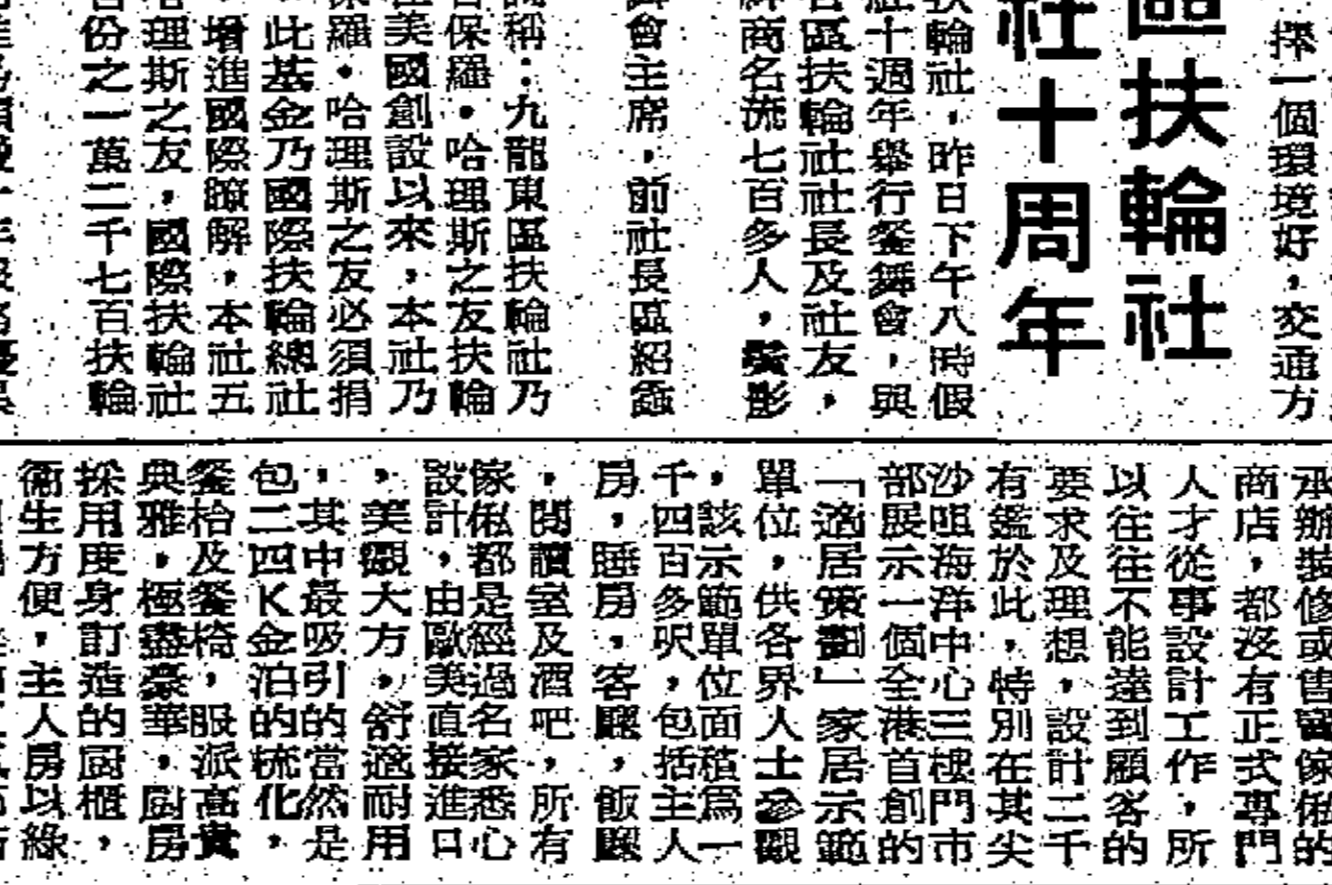 擇一個環境好，交通方
區扶輪社
社十周年
扶輪社，昨日下午八時假
社十週年舉行餐舞會，與
各區扶輪社社長及社友，
紳商名流七百多人，鬢影
會主席，前社長區紹
稱：九龍東區扶輪社乃
保羅・哈理斯之友扶輪
在美國創設以來，本社乃
保羅・哈理斯之友必須捐
此基金乃國際扶輪總社
增進國際瞭解，本社五
哈理斯之友，國際扶輪社
份之一萬二千七百扶輪
承辦裝修或售買傢俬的
商店，都沒有正式專門
人才從事設計工作，所
以往往不能達到顧客的
要求及理想，設計二千
有鑑於此，特別在其尖
沙咀海洋中心三樓門市
部展示一個全港首創的
「適居策劃」家居示範
單位，供各界人士參觀
，該示範單位面積爲一
千四百多呎，包括主人
房，睡房，客廳，飯廳
，閱讀室及酒吧，所有
傢俬都是經過名家悉心
設計，由歐美直接進口
，美觀大方，舒適耐用
，其中最吸引的當然是
包二四K金泊的梳化，
餐枱及餐椅，服派高貴
典雅，極盡豪華，厨房
採用度身訂造的厨櫃，
衞生方便，主人房以綠